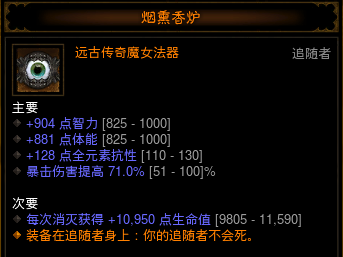 烟熏香炉
远古传奇魔女法器 追随者
主要
+904 点智力 [825 - 1000]
+881 点体能 [825 - 1000]
+128 点全元素抗性 [110 - 130]
暴击伤害提高 71.0% [51 - 100]%
次要
每次消灭获得 +10,950 点生命值 [9805 - 11,590]
装备在追随者身上：你的追随者不会死。